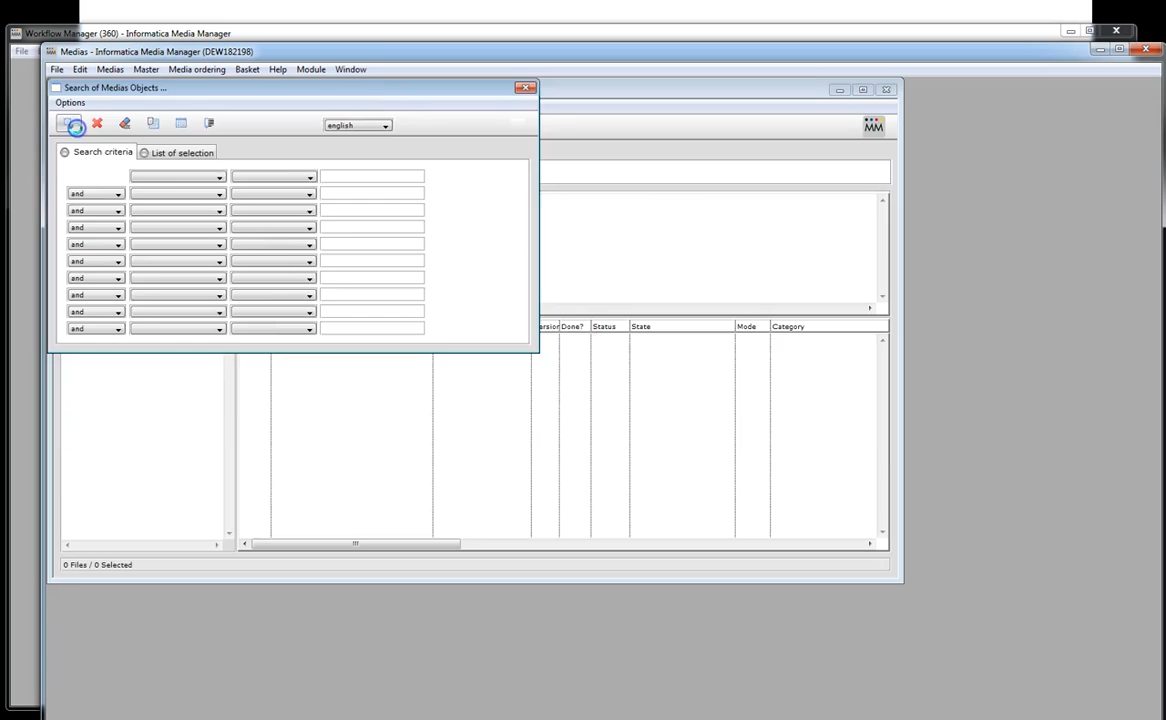 Workflow Manager (360) - Informatica Media Manager
File
Medias - Informatica Media Manager (DEW182198)
File Edit Medias Master Media ordering Basket Help Module Window
Search of Medias Objects ...
Options
english
MM
Search criteria List of selection
and
and
and
and
and
and
and
and
and
ersion Done? Status State Mode Category
0 Files / 0 Selected